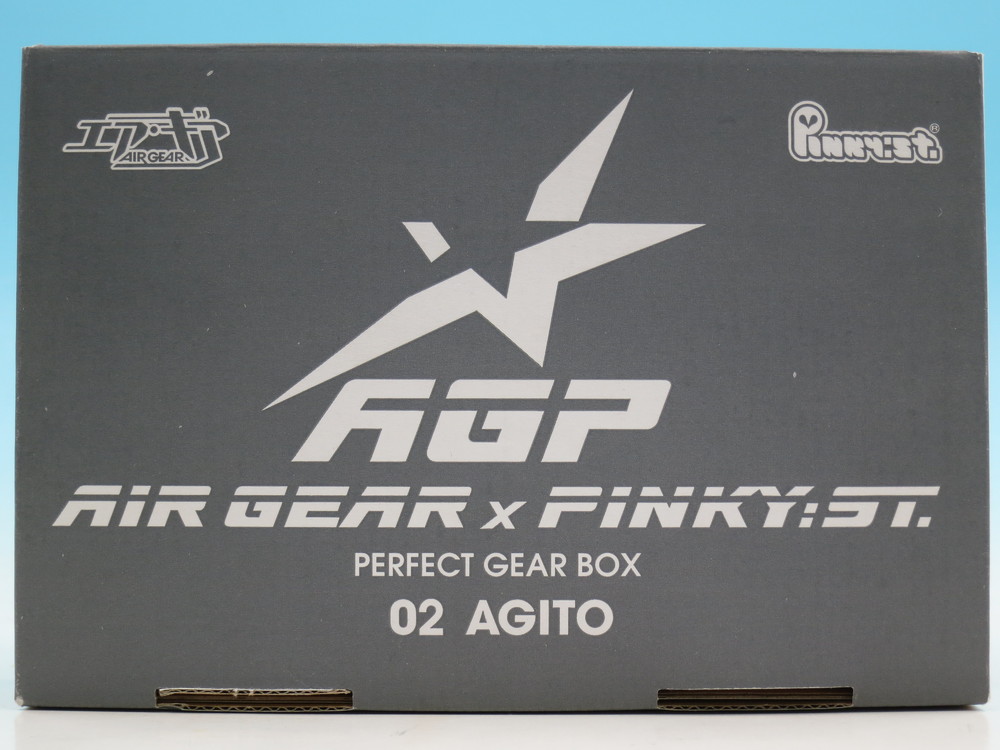 エア・ギア
AIR GEAR
Pinky:st.®
AGP
AIR GEAR x PINKY:ST.
PERFECT GEAR BOX
02 AGITO